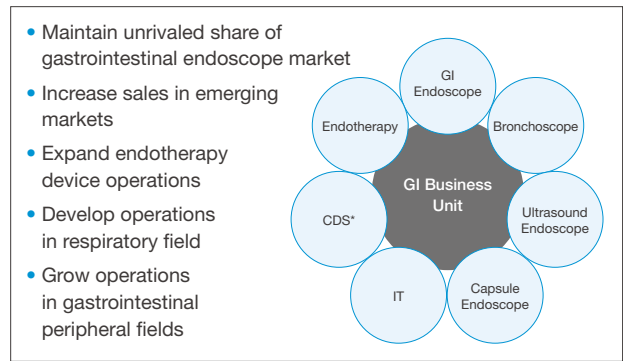 • Maintain unrivaled share of
gastrointestinal endoscope market
• Increase sales in emerging
markets
• Expand endotherapy
device operations
• Develop operations
in respiratory field
• Grow operations
in gastrointestinal
peripheral fields
GI
Endoscope
Endotherapy
Bronchoscope
GI Business
Unit
CDS*
Ultrasound
Endoscope
IT
Capsule
Endoscope